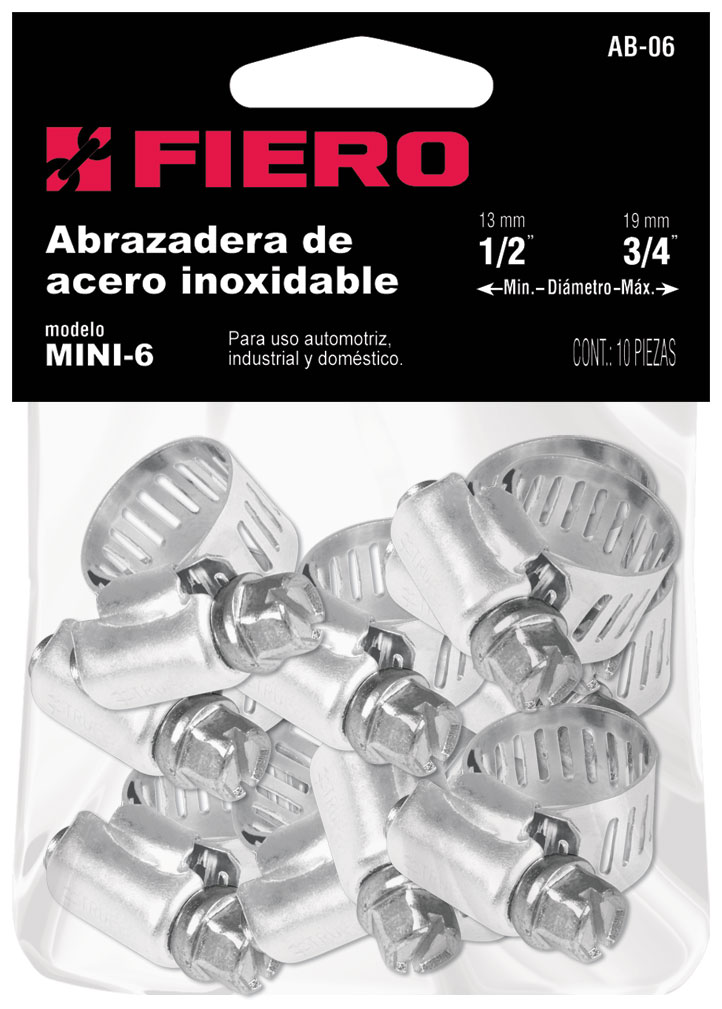 AB-06
FIERO
Abrazadera de
acero inoxidable
13 mm 19 mm
1/2” 3/4”
Min.–Diámetro–Máx.
modelo
MINI-6
Para uso automotriz,
industrial y doméstico.
CONT.: 10 PIEZAS